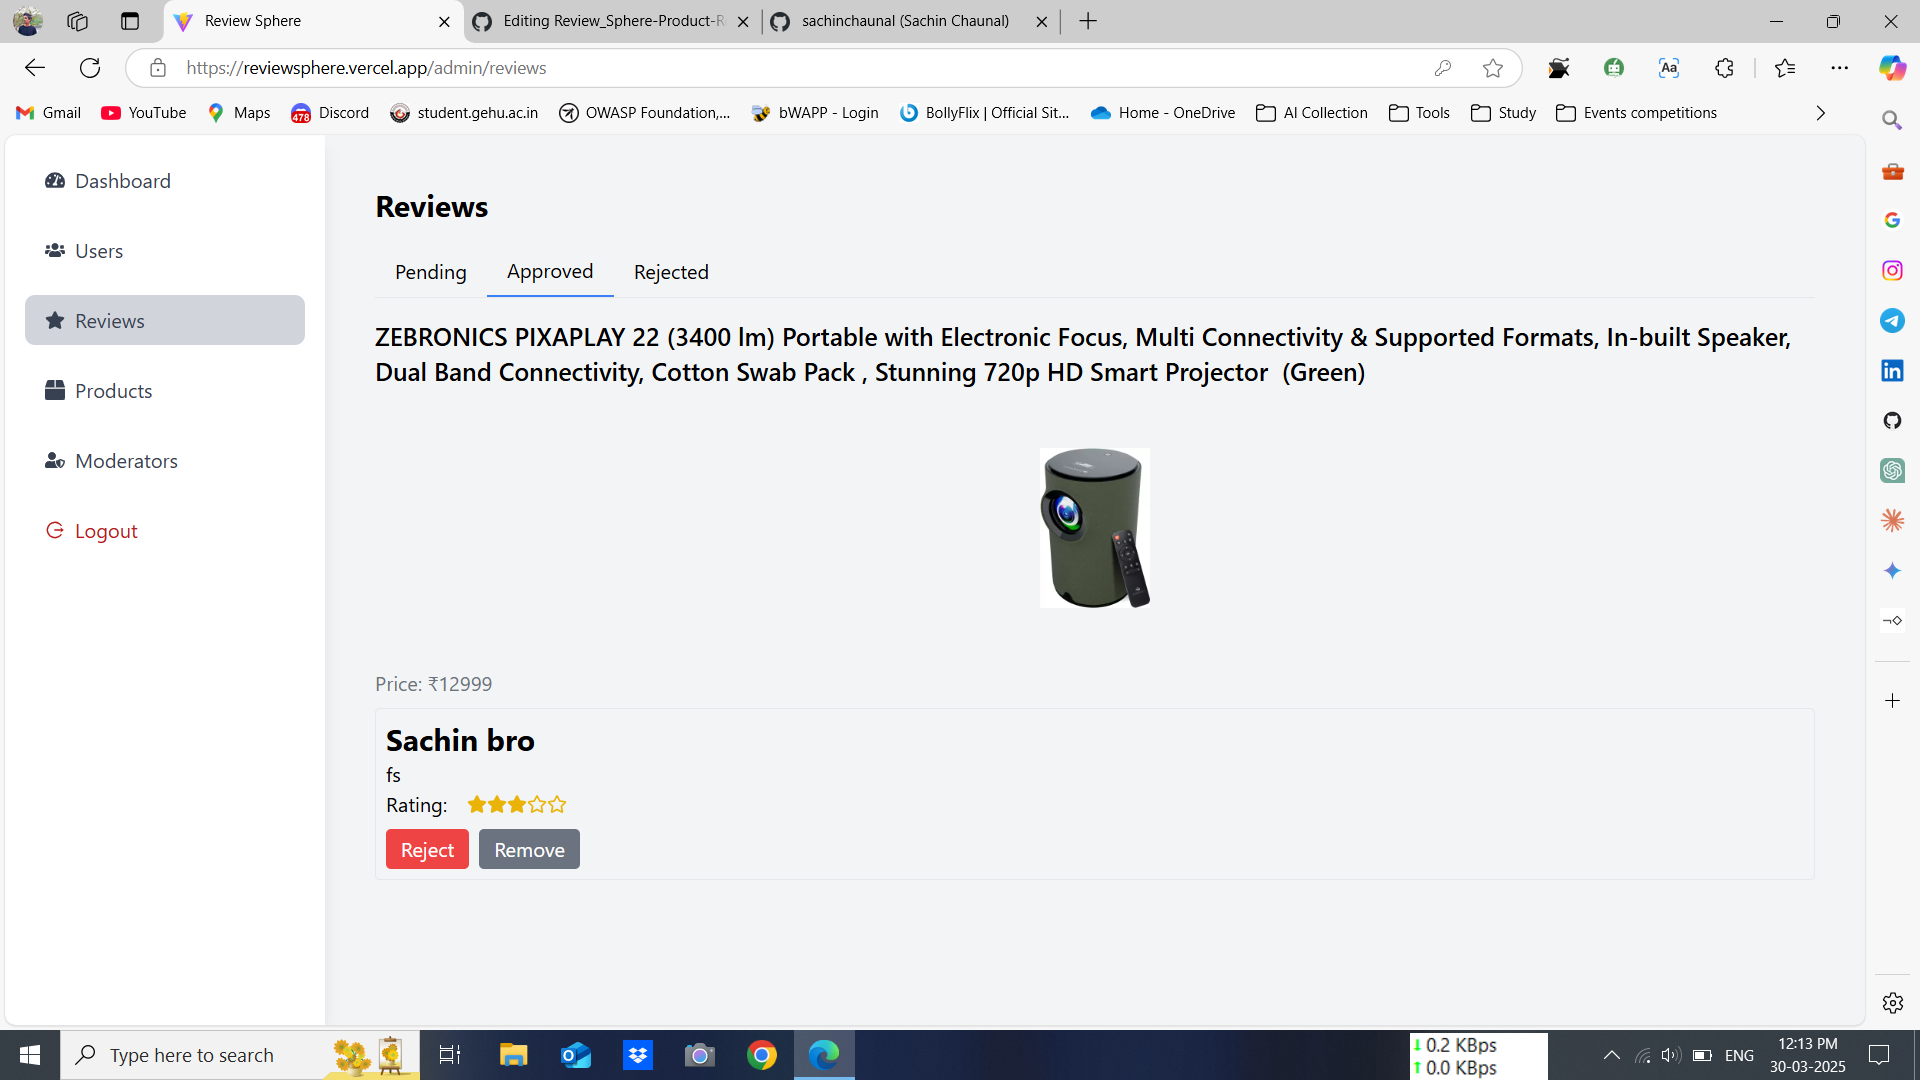 Review Sphere
Editing Review_Sphere-Product-R
sachinchaunal (Sachin Chaunal)
https://reviewsphere.vercel.app/admin/reviews
Gmail
YouTube
Maps
478
Discord
student.gehu.ac.in
OWASP Foundation,...
bWAPP - Login
BollyFlix | Official Sit...
Home - OneDrive
AI Collection
Tools
Study
Events competitions
Dashboard
Users
Reviews
Products
Moderators
Logout
Reviews
Pending
Approved
Rejected
ZEBRONICS PIXAPLAY 22 (3400 lm) Portable with Electronic Focus, Multi Connectivity & Supported Formats, In-built Speaker,
Dual Band Connectivity, Cotton Swab Pack , Stunning 720p HD Smart Projector (Green)
Price: ₹12999
Sachin bro
fs
Rating:
Reject
Remove
Type here to search
0.2 KBps
0.0 KBps
ENG
12:13 PM
30-03-2025